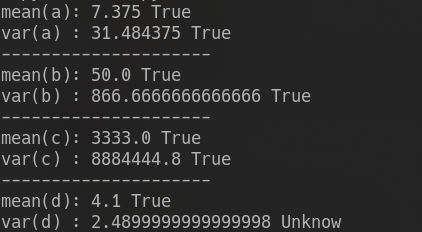 mean(a): 7.375 True
var(a) : 31.484375 True
---------------------
mean(b): 50.0 True
var(b) : 866.6666666666666 True
---------------------
mean(c): 3333.0 True
var(c) : 8884444.8 True
---------------------
mean(d): 4.1 True
var(d) : 2.4899999999999998 Unknow